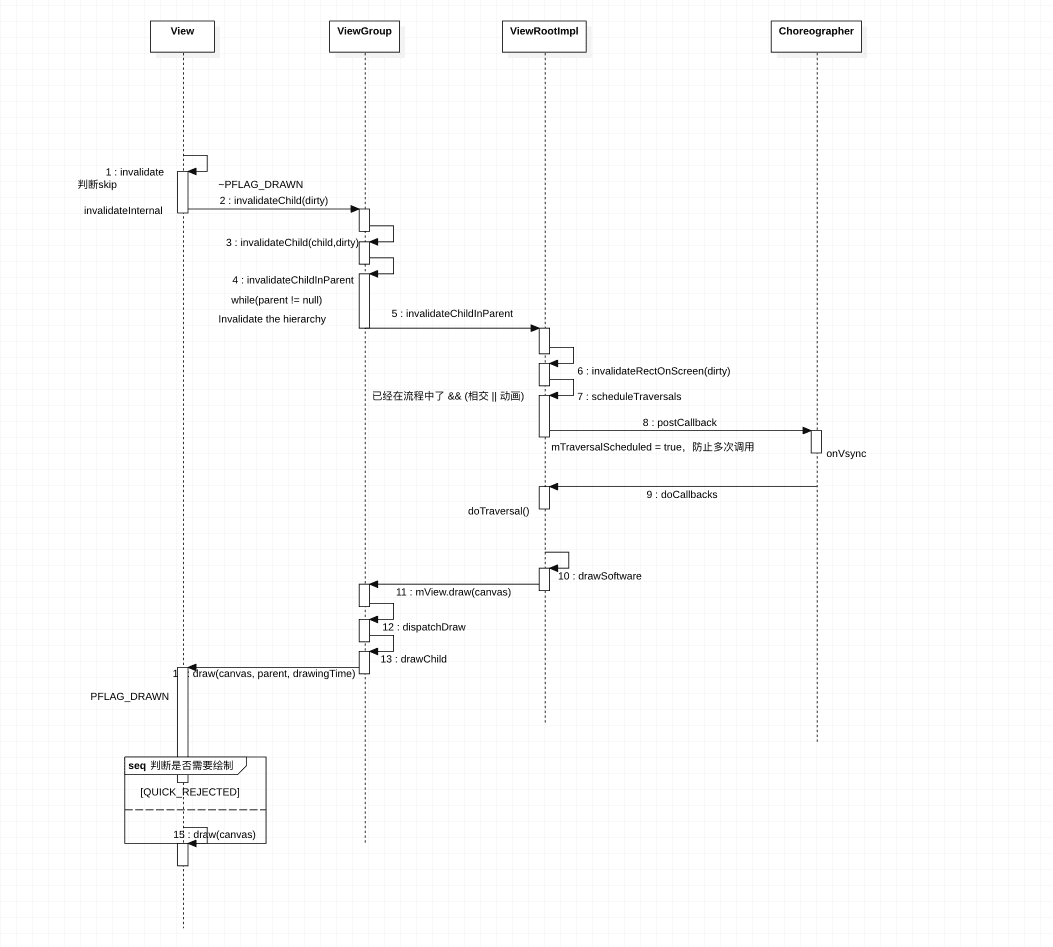 View
ViewGroup
ViewRootImpl
Choreographer
1 : invalidate
判断skip
~PFLAG_DRAWN
2 : invalidateChild(dirty)
invalidateInternal
3 : invalidateChild(child,dirty)
4 : invalidateChildInParent
while(parent != null)
Invalidate the hierarchy
5 : invalidateChildInParent
6 : invalidateRectOnScreen(dirty)
已经在流程中了 && (相交 || 动画)
7 : scheduleTraversals
8 : postCallback
mTraversalScheduled = true，防止多次调用
onVsync
9 : doCallbacks
doTraversal()
10 : drawSoftware
11 : mView.draw(canvas)
12 : dispatchDraw
13 : drawChild
1 : draw(canvas, parent, drawingTime)
PFLAG_DRAWN
seq 判断是否需要绘制
[QUICK_REJECTED]
15 : draw(canvas)